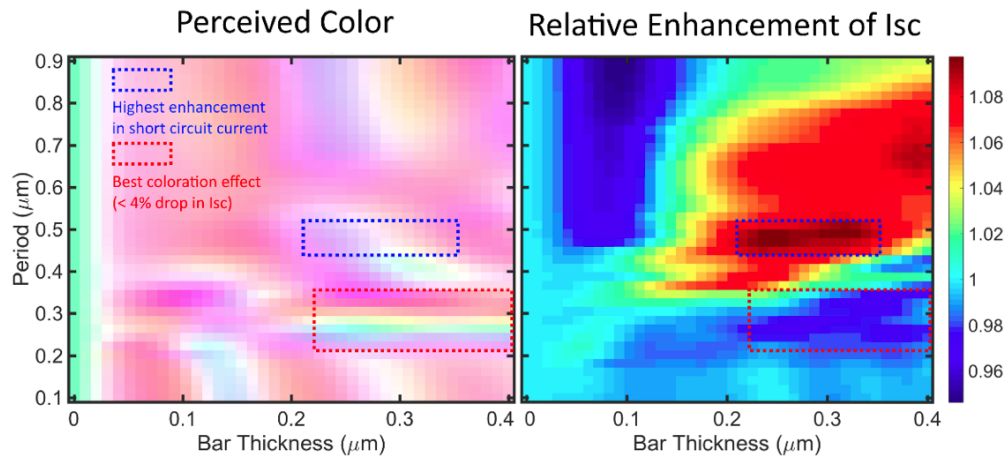 Perceived Color
Relative Enhancement of Isc
Period (μm)
0.9
0.8
0.7
0.6
0.5
0.4
0.3
0.2
0.1
Highest enhancement
in short circuit current
Best coloration effect
(< 4% drop in Isc)
0
0.1
0.2
0.3
0.4
Bar Thickness (μm)
0
0.1
0.2
0.3
0.4
Bar Thickness (μm)
1.08
1.06
1.04
1.02
1
0.98
0.96